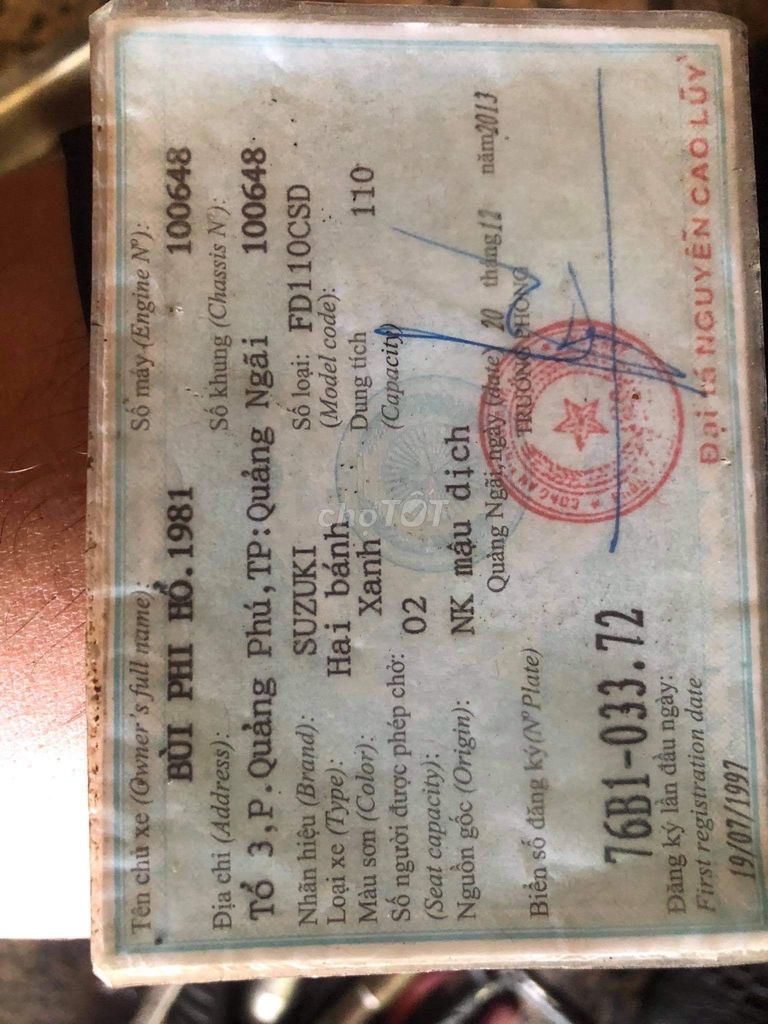 Tên chủ xe (Owner's full name): Số máy (Engine Nº):
BÙI PHI HỔ.1981 100648
Địa chỉ (Address): Số khung (Chassis Nº):
Tổ 3,P.Quảng Phú,TP:Quảng Ngãi 100648
Nhãn hiệu (Brand): SUZUKI Số loại: FD110CSD
Loại xe (Type): Hai bánh (Model code):
Màu sơn (Color): Xanh Dung tích 110
Số người được phép chở: 02 (Capacity)
(Seat capacity):
Nguồn gốc (Origin): NK mậu dịch
Quảng Ngãi, ngày (date) 20 tháng 12 năm 2013
Biển số đăng ký (Nº Plate) TRƯỞNG PHÒNG
76B1-033.72
Đăng ký lần đầu ngày:
First registration date
19/07/1997
Đại tá NGUYỄN CAO LŨY
chợTỐT